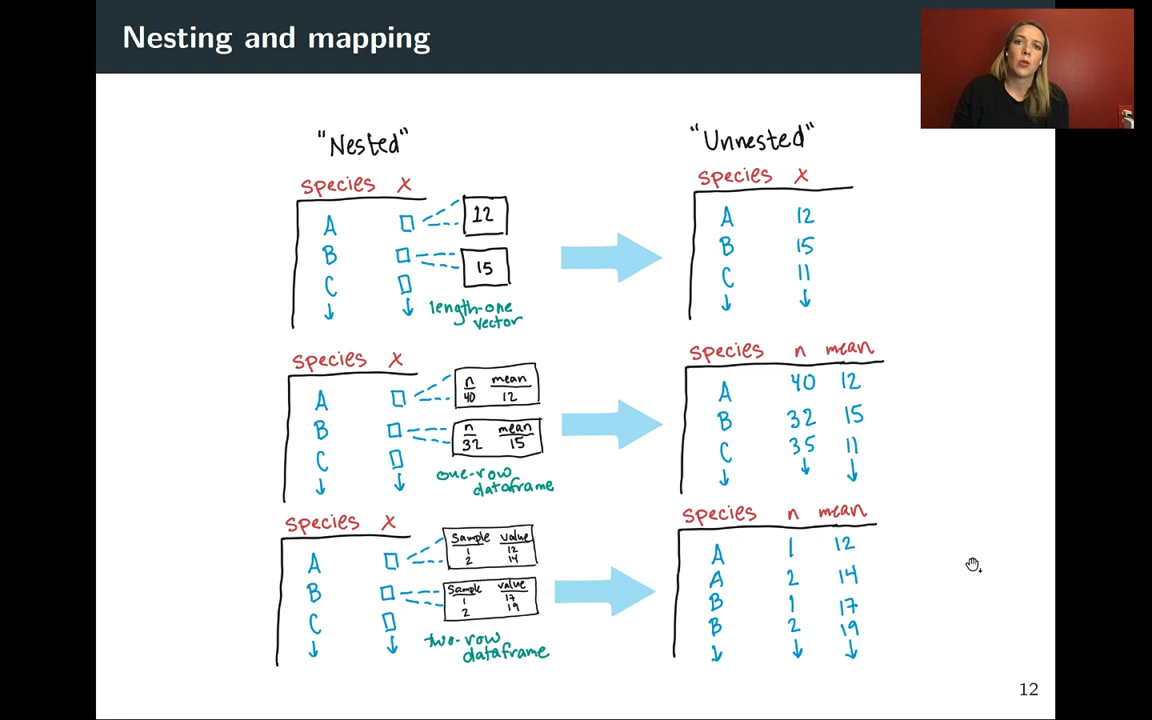 Nesting and mapping
"Nested"
"Unnested"
species x
A 12
B 15
C
length-one
vector
species x
A 12
B 15
C 11
species x
A
n mean
40 12
B
n mean
32 15
C
one-row
dataframe
species n mean
A 40 12
B 32 15
C 35 11
species x
A
Sample value
1 12
2 14
B
Sample value
1 17
2 19
C
two-row
dataframe
species n mean
A 1 12
A 2 14
B 1 17
B 2 19
12